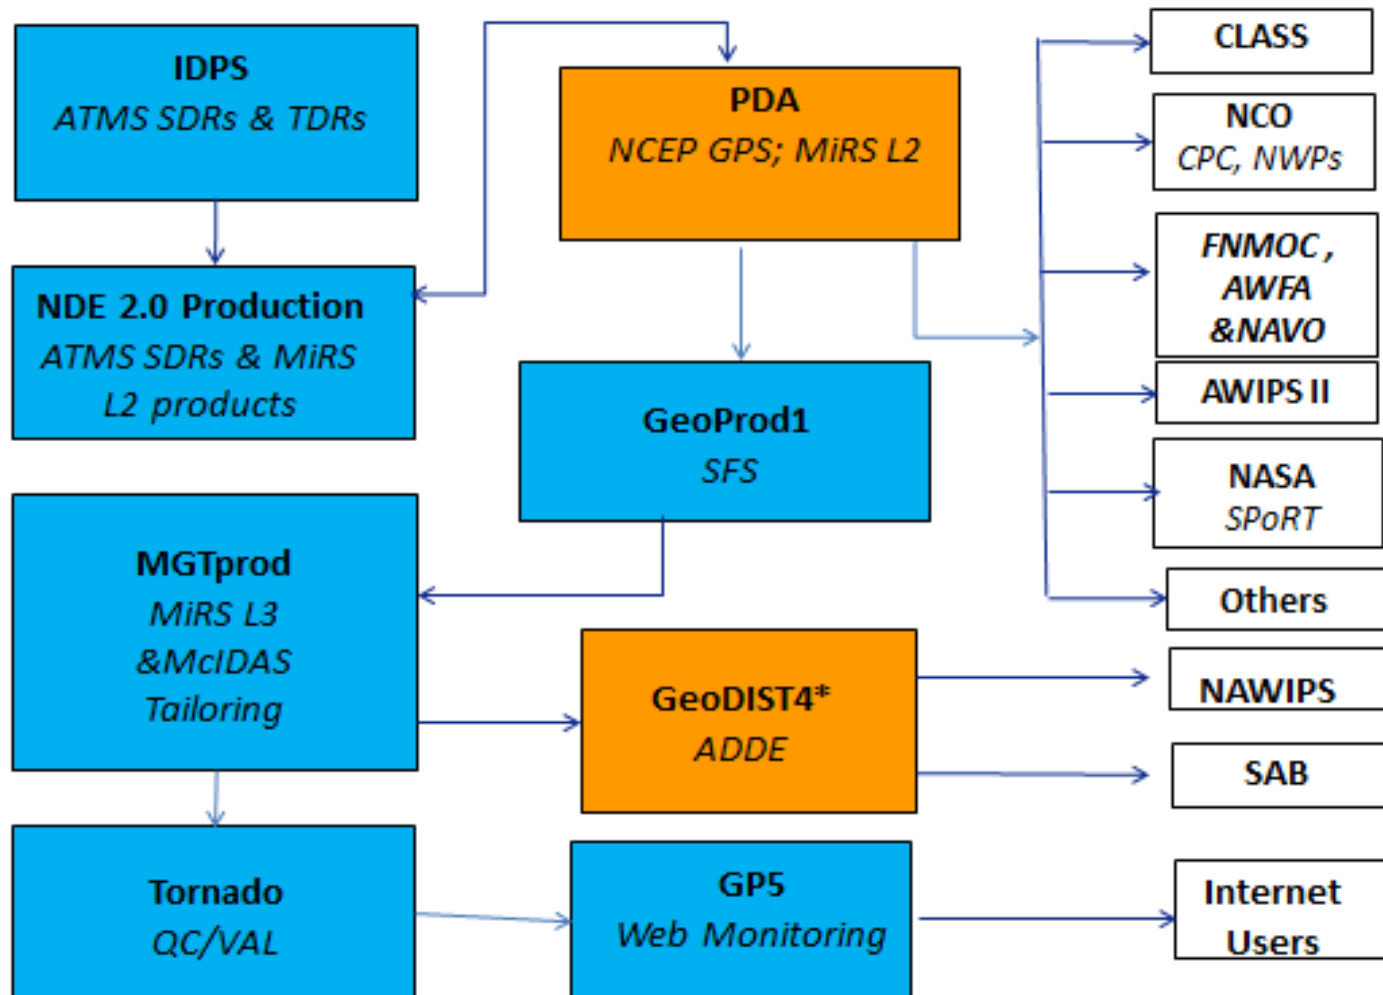 IDPS
ATMS SDRs & TDRs
PDA
NCEP GPS; MiRS L2
CLASS
NCO
CPC, NWPs
NDE 2.0 Production
ATMS SDRs & MiRS
L2 products
FNMOC ,
AWFA
&NAVO
GeoProd1
SFS
AWIPS II
NASA
SPoRT
MGTprod
MiRS L3
&McIDAS
Tailoring
Others
GeoDIST4*
ADDE
NAWIPS
SAB
Tornado
QC/VAL
GP5
Web Monitoring
Internet
Users